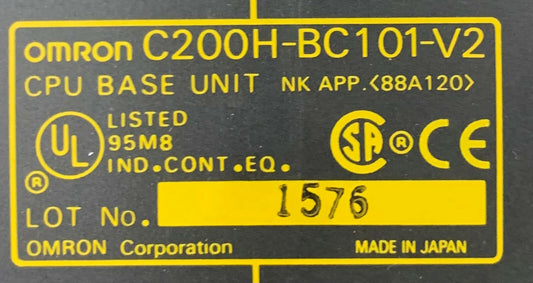 OMRON C200H-BC101-V2
CPU BASE UNIT NK APP.<88A120>
UL ® LISTED
95M8
IND.CONT.EQ.
SA ® CE
LOT No. 1576
OMRON Corporation MADE IN JAPAN